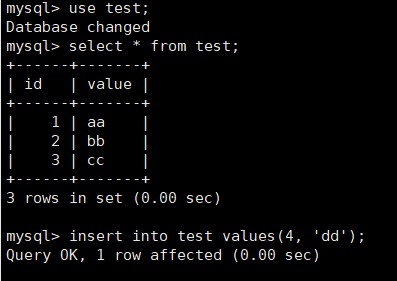 mysql> use test;
Database changed
mysql> select * from test;
+------+-------+
| id   | value |
+------+-------+
|    1 | aa    |
|    2 | bb    |
|    3 | cc    |
+------+-------+
3 rows in set (0.00 sec)

mysql> insert into test values(4, 'dd');
Query OK, 1 row affected (0.00 sec)